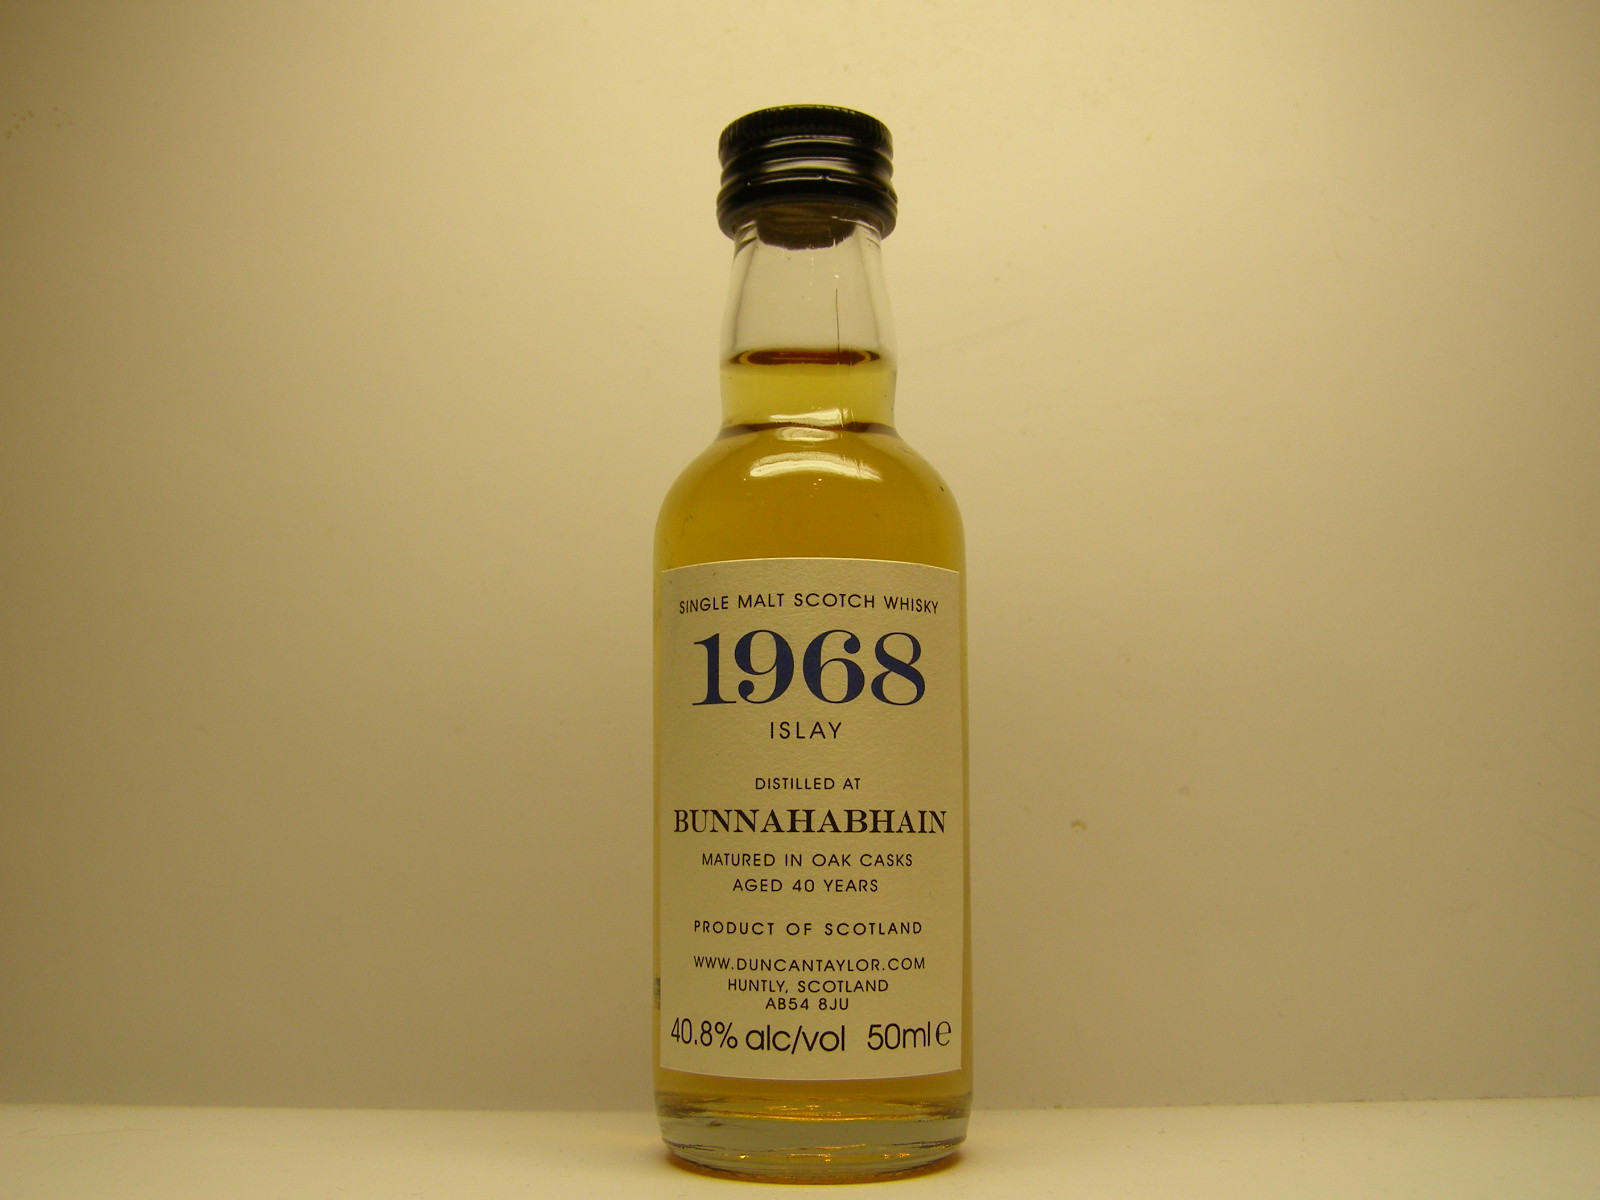 SINGLE MALT SCOTCH WHISKY
1968
ISLAY
DISTILLED AT
BUNNAHABHAIN
MATURED IN OAK CASKS
AGED 40 YEARS
PRODUCT OF SCOTLAND
WWW.DUNCANTAYLOR.COM
HUNTLY, SCOTLAND
AB54 8JU
40.8% alc/vol 50ml e